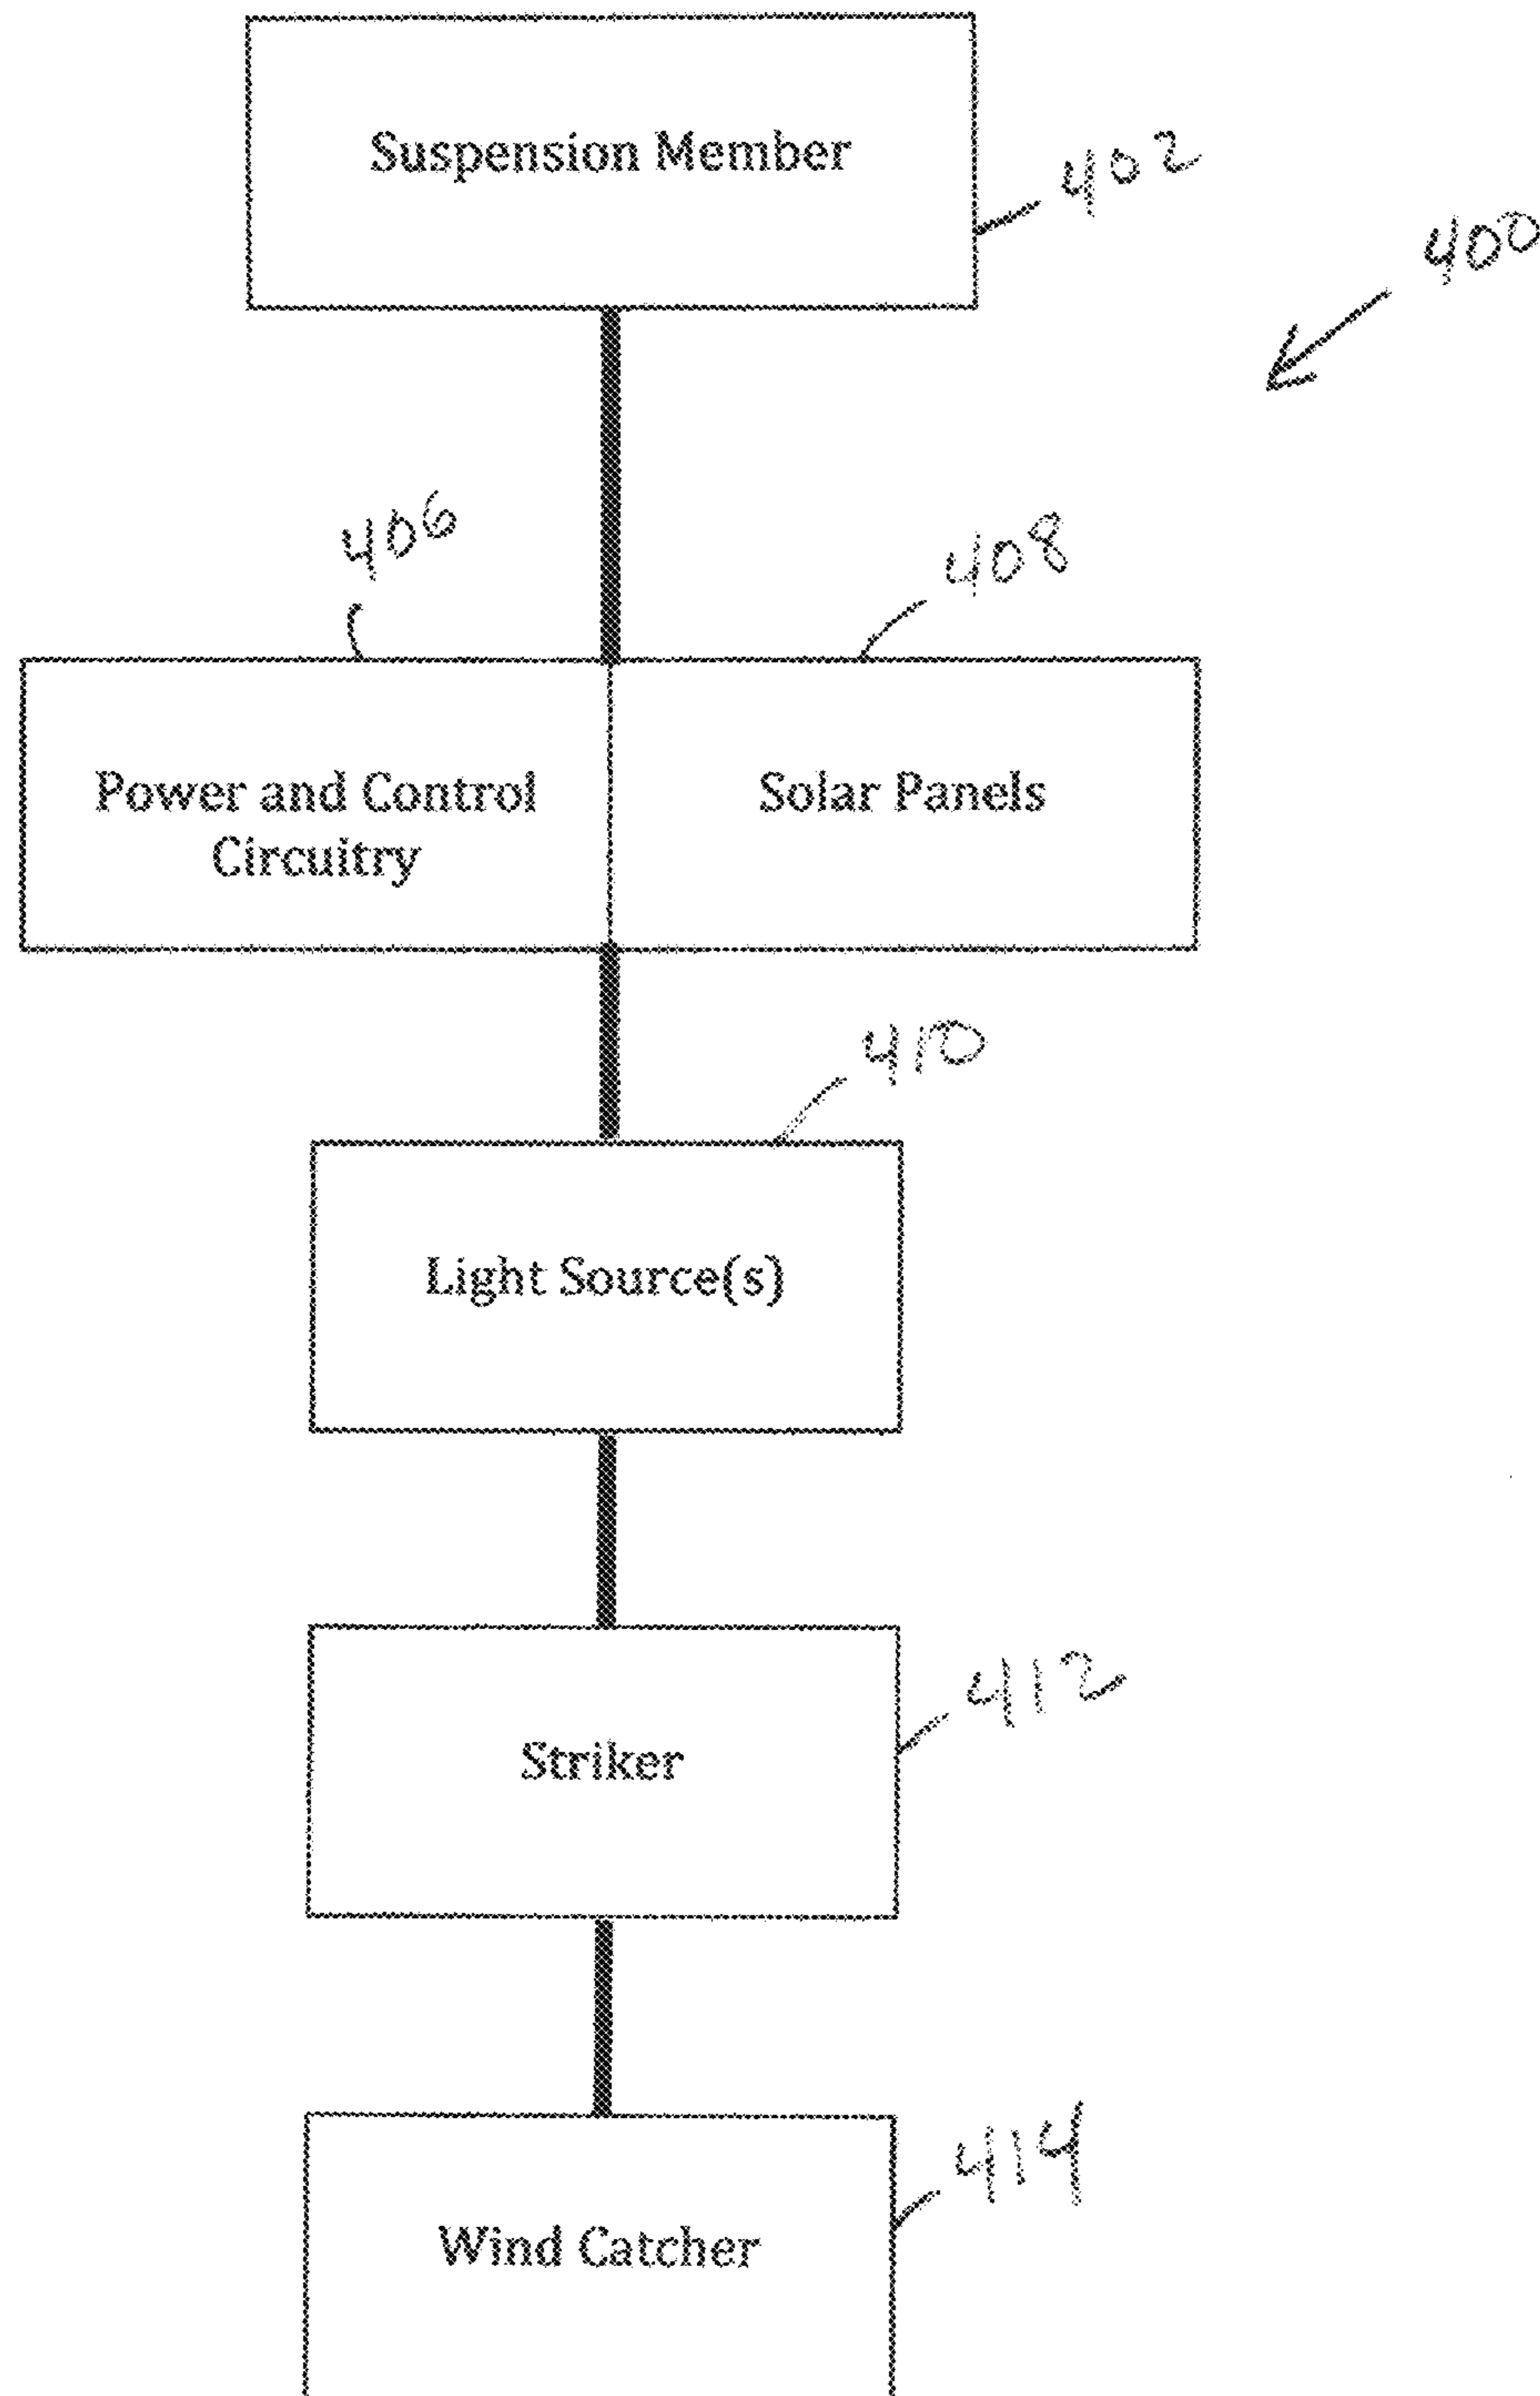 Suspension Member
402
400
406
408
Power and Control
Circuitry
Solar Panels
410
Light Source(s)
412
Striker
414
Wind Catcher